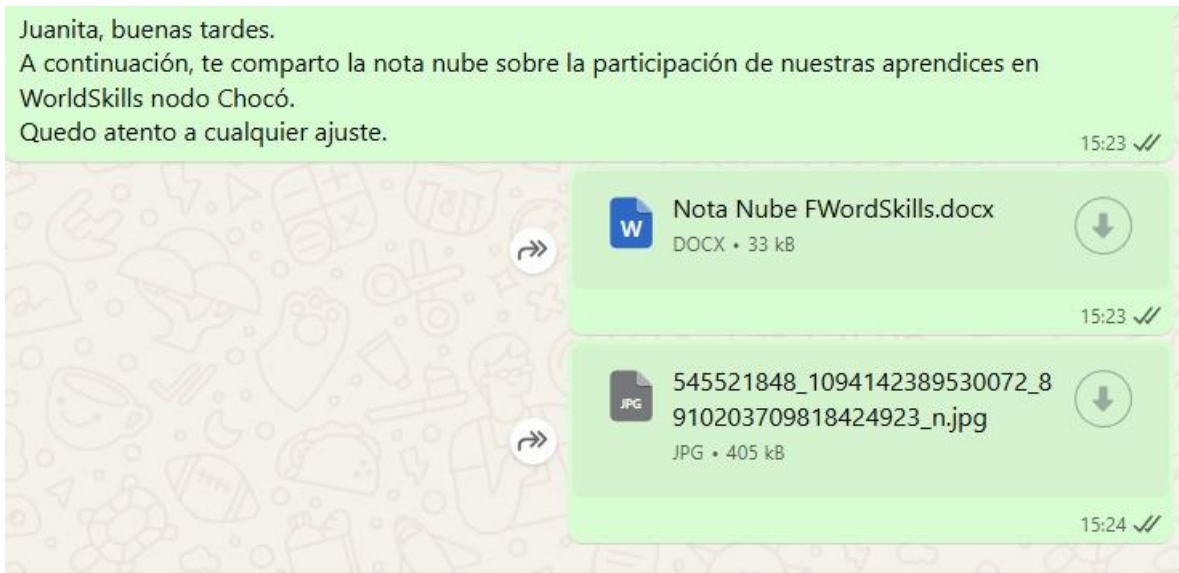 Juanita, buenas tardes.
A continuación, te comparto la nota nube sobre la participación de nuestras aprendices en
WorldSkills nodo Chocó.
Quedo atento a cualquier ajuste.
15:23
W
Nota Nube FWordSkills.docx
DOCX • 33 kB
15:23
JPG
545521848_1094142389530072_8
910203709818424923_n.jpg
JPG • 405 kB
15:24